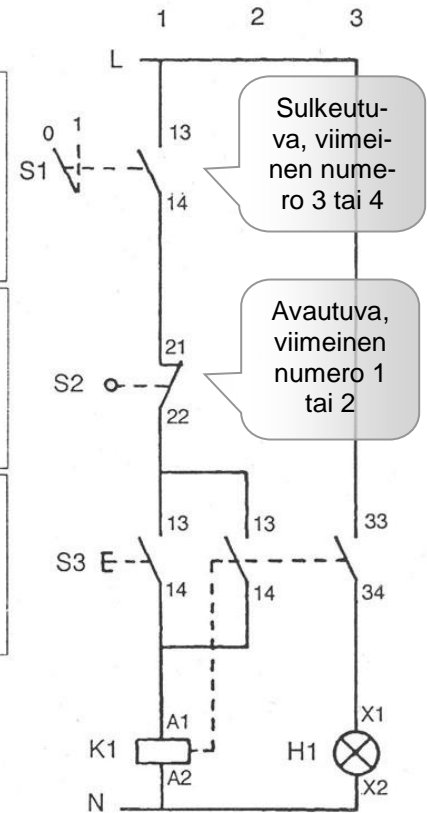 1 2 3
L
Sulkeutu-
va, viimei-
nen nume-
ro 3 tai 4
0 1
13
S1
14
Avautuva,
viimeinen
numero 1
tai 2
21
S2
22
13 13 33
S3
14 14 34
A1 X1
K1 H1
A2 X2
N